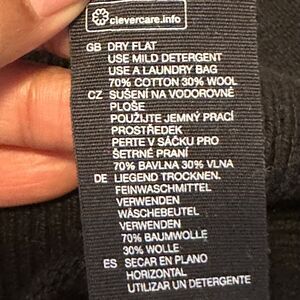 clevercare.info
GB DRY FLAT
USE MILD DETERGENT
USE A LAUNDRY BAG
70% COTTON 30% WOOL
CZ SUŠENÍ NA VODOROVNÉ
PLOŠE
POUŽIJTE JEMNÝ PRACÍ
PROSTŘEDEK
PERTE V SÁČKU PRO
ŠETRNÉ PRANÍ
70% BAVLNA 30% VLNA
DE LIEGEND TROCKNEN.
FEINWASCHMITTEL
VERWENDEN
WÄSCHEBEUTEL
VERWENDEN
70% BAUMWOLLE
30% WOLLE
ES SECAR EN PLANO
HORIZONTAL
UTILIZAR UN DETERGENTE